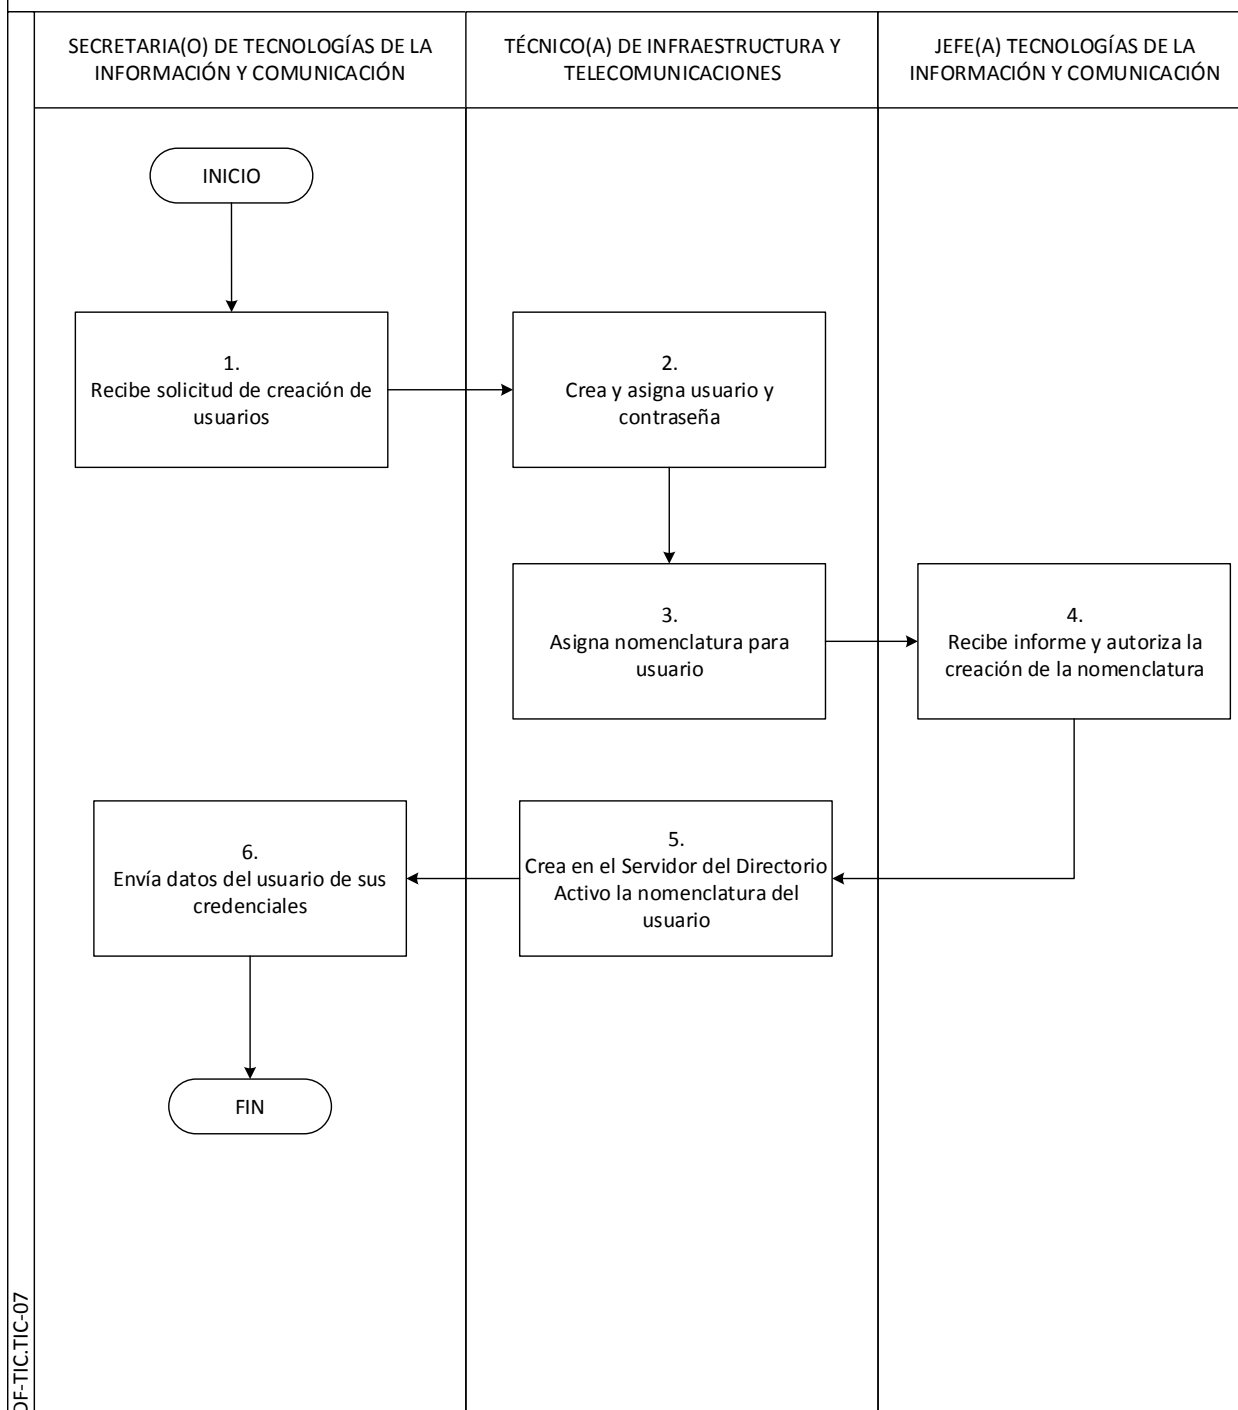 SECRETARIA(O) DE TECNOLOGÍAS DE LA
INFORMACIÓN Y COMUNICACIÓN
TÉCNICO(A) DE INFRAESTRUCTURA Y
TELECOMUNICACIONES
JEFE(A) TECNOLOGÍAS DE LA
INFORMACIÓN Y COMUNICACIÓN
INICIO
1.
Recibe solicitud de creación de
usuarios
2.
Crea y asigna usuario y
contraseña
3.
Asigna nomenclatura para
usuario
4.
Recibe informe y autoriza la
creación de la nomenclatura
5.
Crea en el Servidor del Directorio
Activo la nomenclatura del
usuario
6.
Envía datos del usuario de sus
credenciales
FIN
DF-TIC.TIC-07